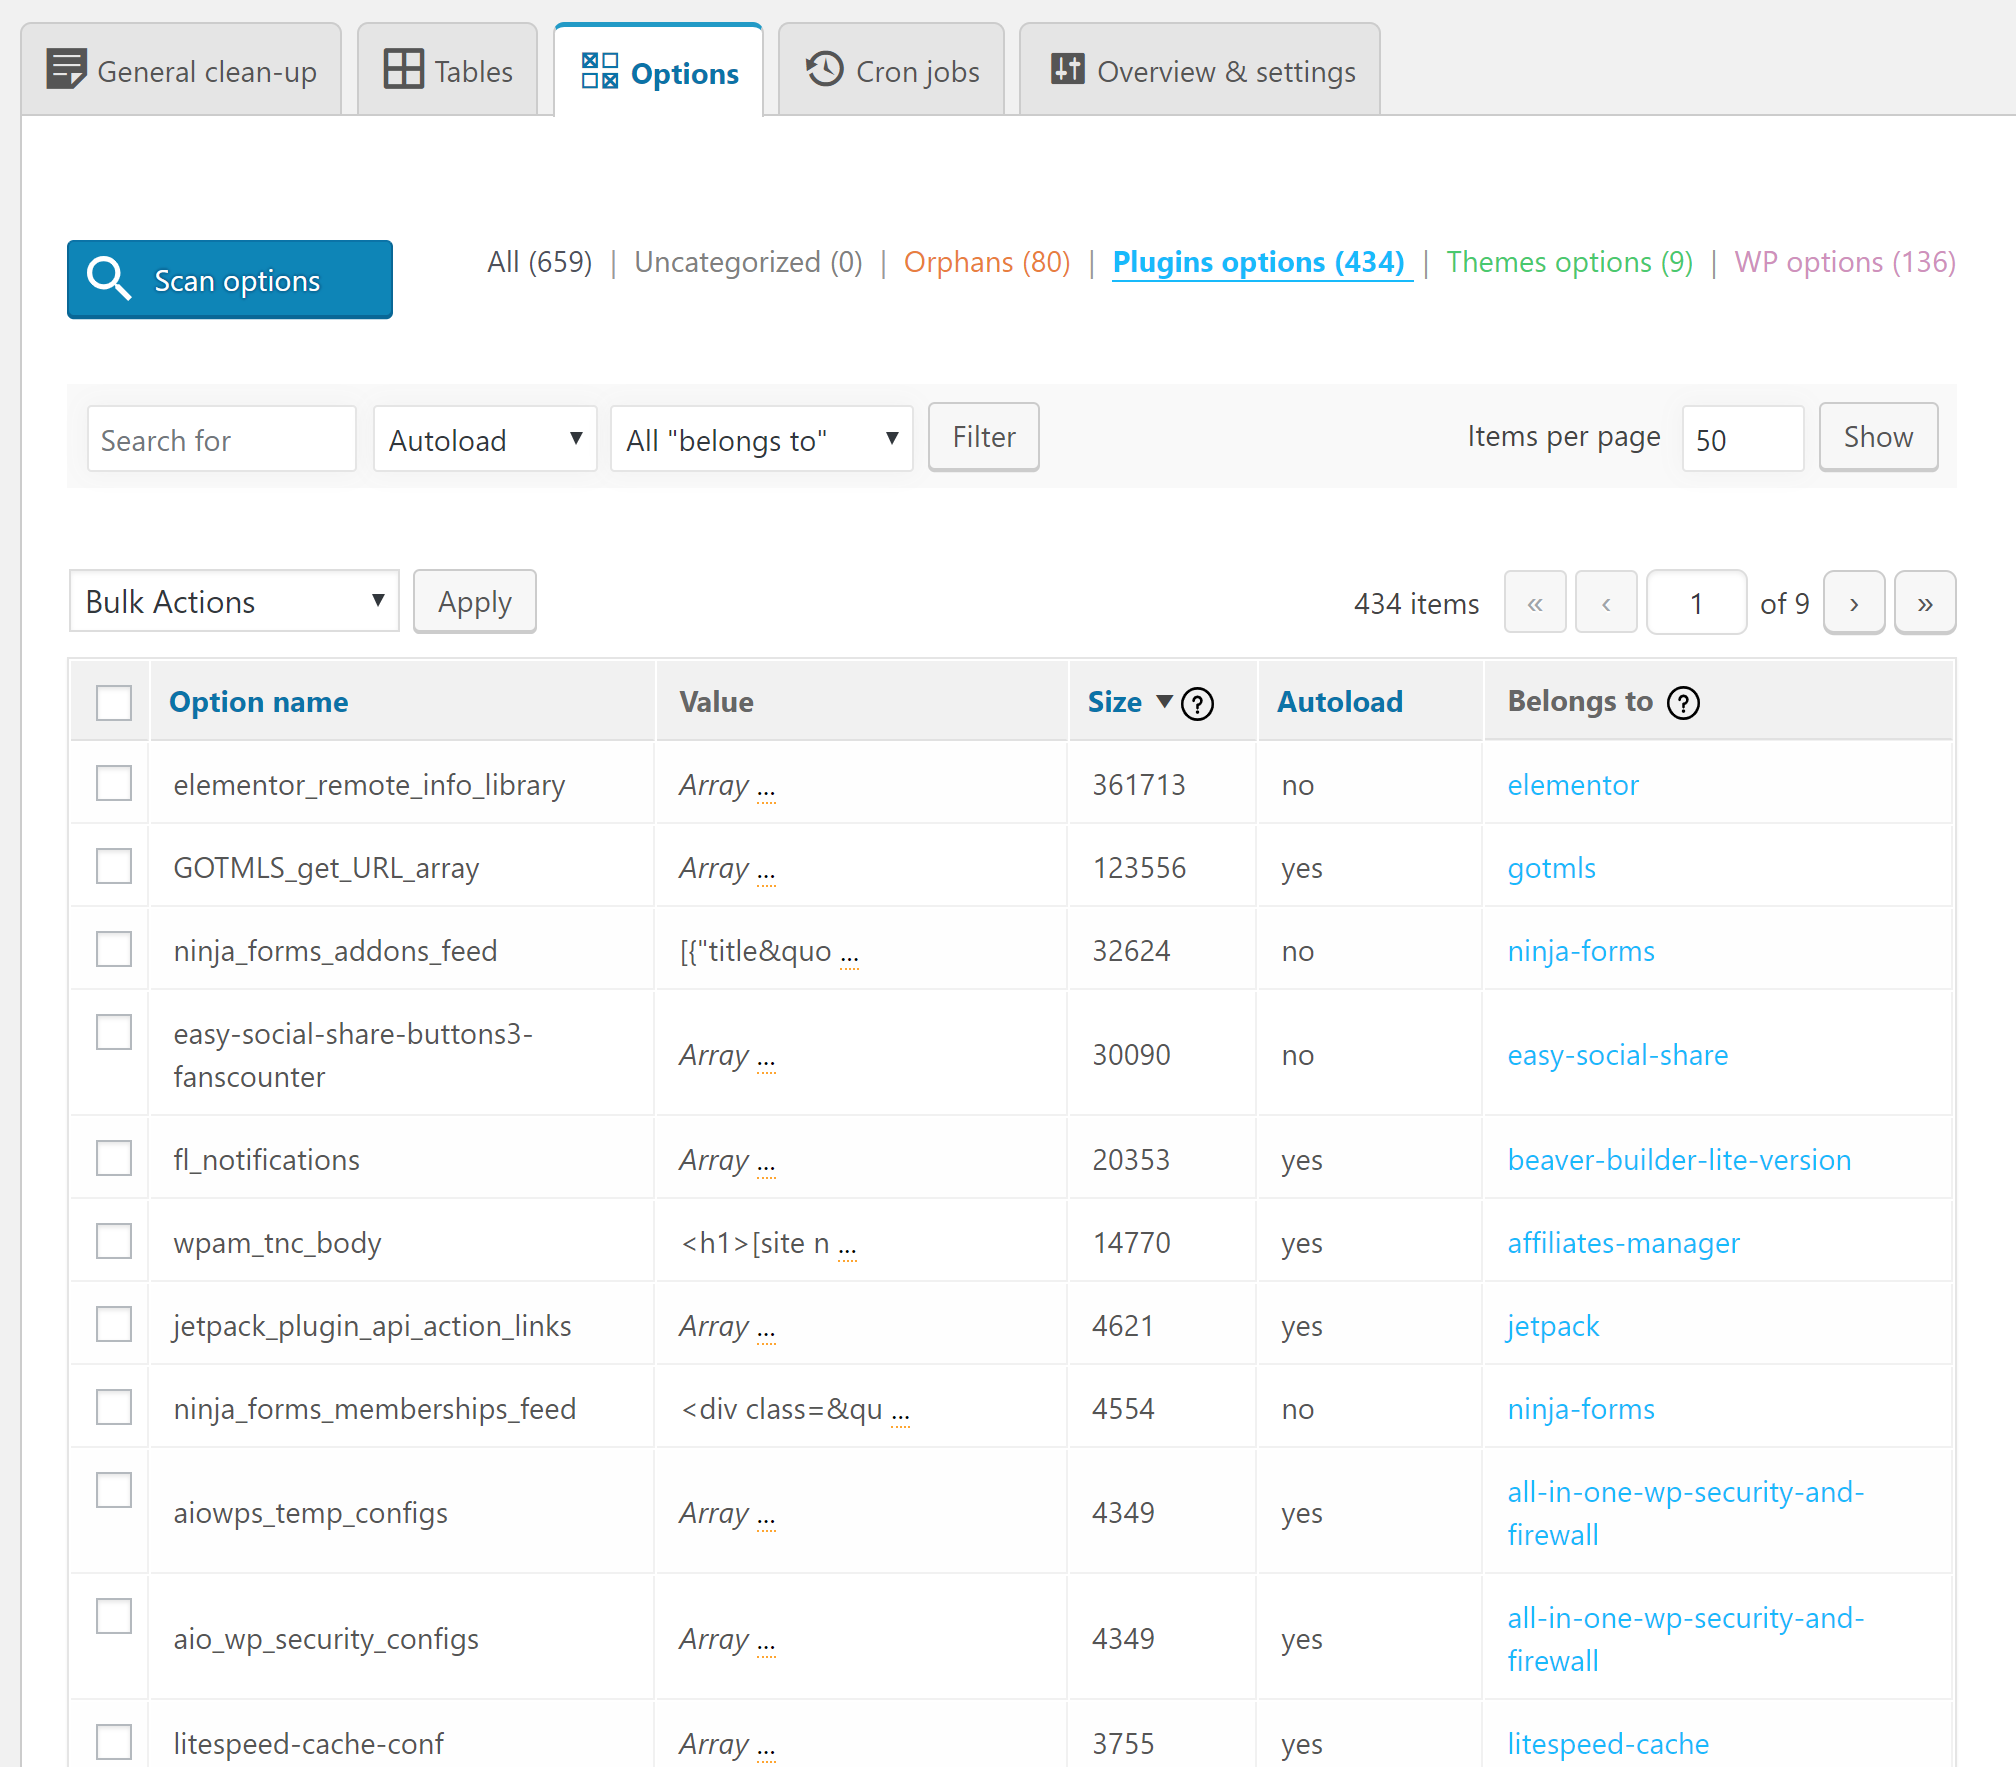 General clean-up Tables Options Cron jobs Overview & settings
Scan options All (659) | Uncategorized (0) | Orphans (80) | Plugins options (434) | Themes options (9) | WP options (136)
Search for Autoload ▼ All "belongs to" ▼ Filter Items per page 50 Show
Bulk Actions ▼ Apply 434 items « ‹ 1 of 9 › »
Option name Value Size ▼ ? Autoload Belongs to ?
elementor_remote_info_library Array ... 361713 no elementor
GOTMLS_get_URL_array Array ... 123556 yes gotmls
ninja_forms_addons_feed [{"title&quo ... 32624 no ninja-forms
easy-social-share-buttons3-
fanscounter Array ... 30090 no easy-social-share
fl_notifications Array ... 20353 yes beaver-builder-lite-version
wpam_tnc_body <h1>[site n ... 14770 yes affiliates-manager
jetpack_plugin_api_action_links Array ... 4621 yes jetpack
ninja_forms_memberships_feed <div class=&qu ... 4554 no ninja-forms
aiowps_temp_configs Array ... 4349 yes all-in-one-wp-security-and-
firewall
aio_wp_security_configs Array ... 4349 yes all-in-one-wp-security-and-
firewall
litespeed-cache-conf Array ... 3755 yes litespeed-cache